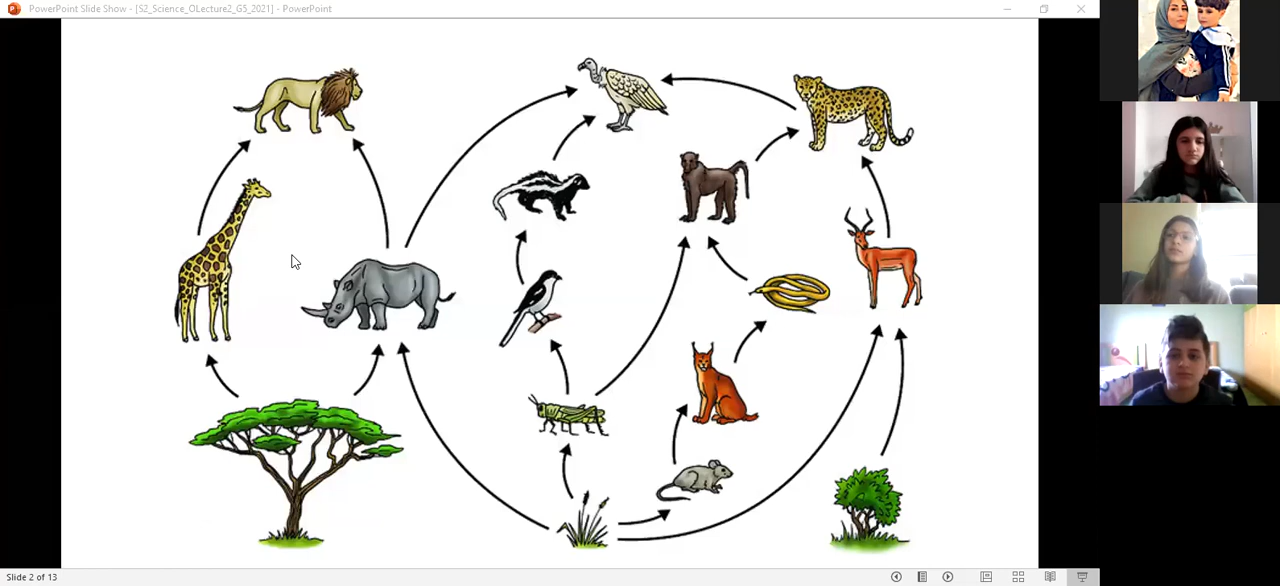 PowerPoint Slide Show - [S2_Science_OLecture2_G5_2021] - PowerPoint
Slide 2 of 13